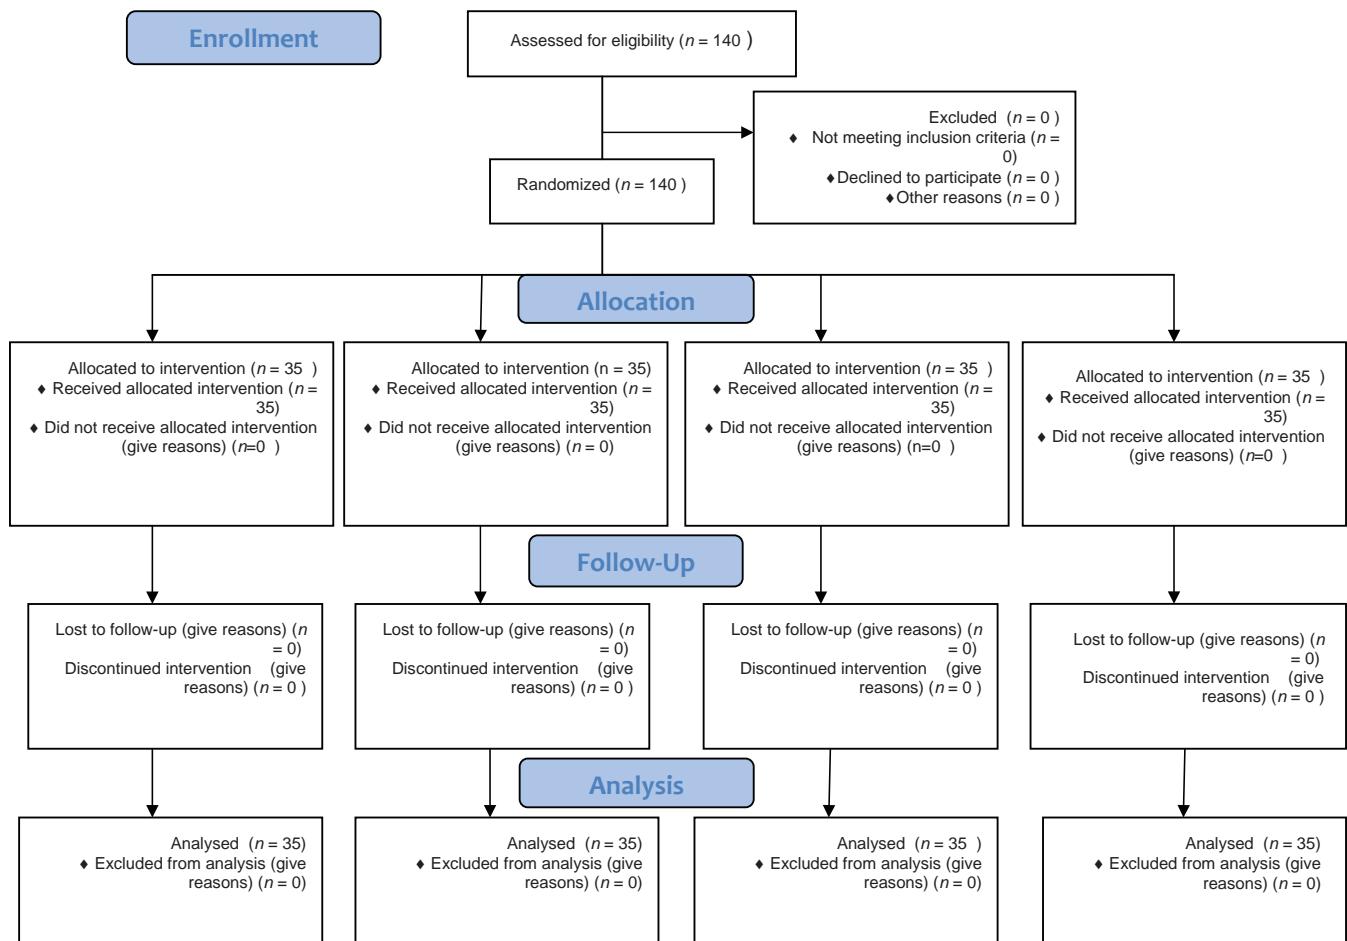 Enrollment
Assessed for eligibility (n = 140 )
Excluded (n = 0 )
♦ Not meeting inclusion criteria (n =
0)
♦Declined to participate (n = 0 )
♦Other reasons (n = 0 )
Randomized (n = 140 )
Allocation
Allocated to intervention (n = 35 )
♦ Received allocated intervention (n =
35)
♦ Did not receive allocated intervention
(give reasons) (n=0 )
Allocated to intervention (n = 35)
♦ Received allocated intervention (n =
35)
♦ Did not receive allocated intervention
(give reasons) (n = 0)
Allocated to intervention (n = 35 )
♦ Received allocated intervention (n =
35)
♦ Did not receive allocated intervention
(give reasons) (n=0 )
Allocated to intervention (n = 35 )
♦ Received allocated intervention (n =
35)
♦ Did not receive allocated intervention
(give reasons) (n=0 )
Follow-Up
Lost to follow-up (give reasons) (n
= 0)
Discontinued intervention (give
reasons) (n = 0 )
Lost to follow-up (give reasons) (n
= 0)
Discontinued intervention (give
reasons) (n = 0 )
Lost to follow-up (give reasons) (n
= 0)
Discontinued intervention (give
reasons) (n = 0 )
Lost to follow-up (give reasons) (n
= 0)
Discontinued intervention (give
reasons) (n = 0 )
Analysis
Analysed (n = 35)
♦ Excluded from analysis (give
reasons) (n = 0)
Analysed (n = 35)
♦ Excluded from analysis (give
reasons) (n = 0)
Analysed (n = 35 )
♦ Excluded from analysis (give
reasons) (n = 0)
Analysed (n = 35)
♦ Excluded from analysis (give
reasons) (n = 0)